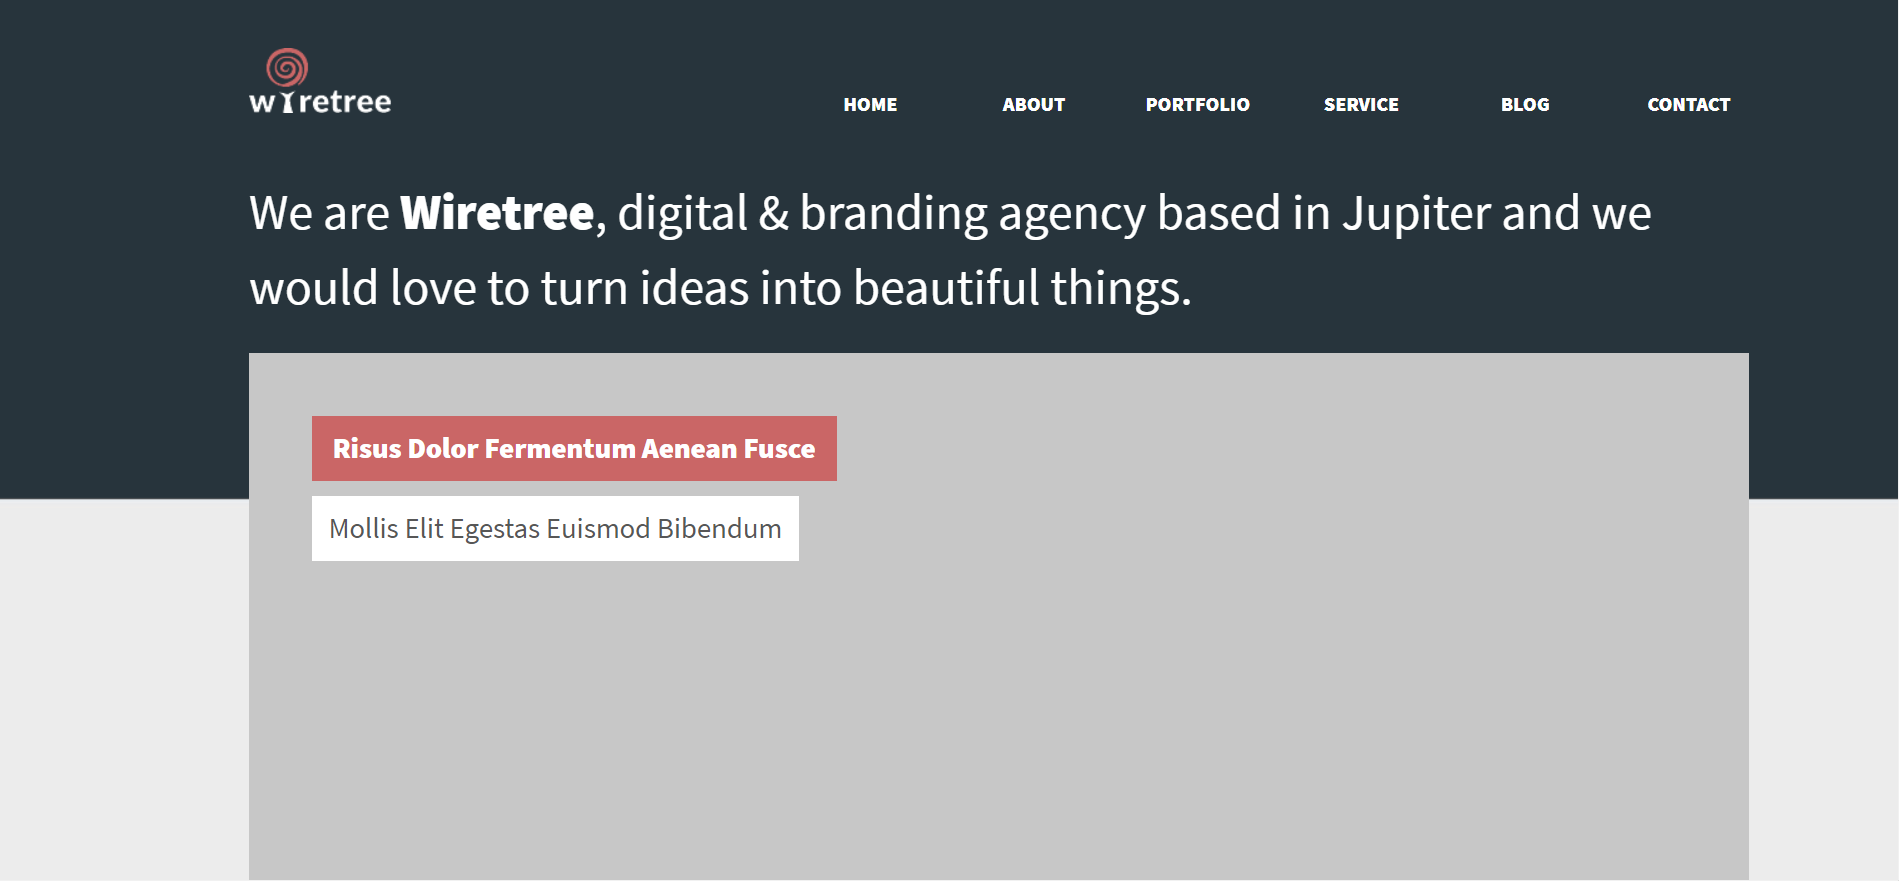 wiretree
HOME ABOUT PORTFOLIO SERVICE BLOG CONTACT
We are Wiretree, digital & branding agency based in Jupiter and we
would love to turn ideas into beautiful things.
Risus Dolor Fermentum Aenean Fusce
Mollis Elit Egestas Euismod Bibendum